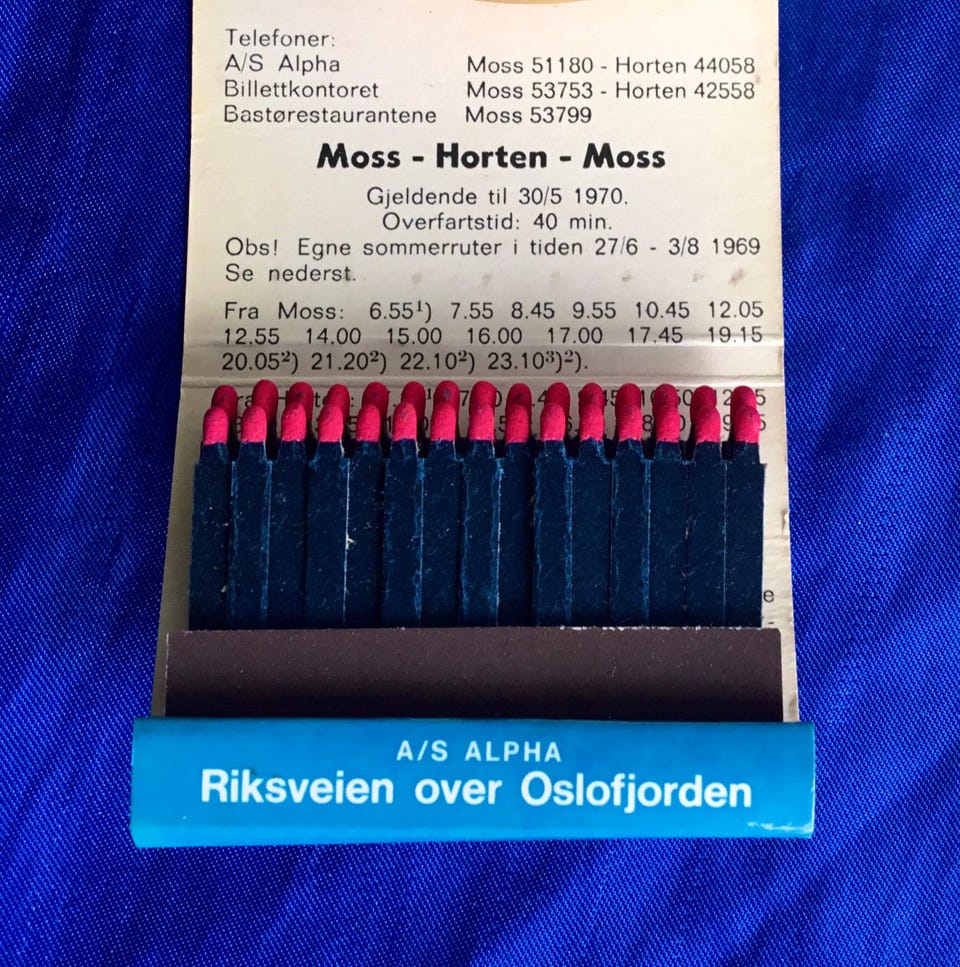 Telefoner:
A/S Alpha Moss 51180 - Horten 44058
Billettkontoret Moss 53753 - Horten 42558
Bastørestaurantene Moss 53799
Moss - Horten - Moss
Gjeldende til 30/5 1970.
Overfartstid: 40 min.
Obs! Egne sommerruter i tiden 27/6 - 3/8 1969
Se nederst.
Fra Moss: 6.55¹) 7.55 8.45 9.55 10.45 12.05
12.55 14.00 15.00 16.00 17.00 17.45 19.15
20.05²) 21.20²) 22.10²) 23.10³)²).
Fra
A/S ALPHA
Riksveien over Oslofjorden